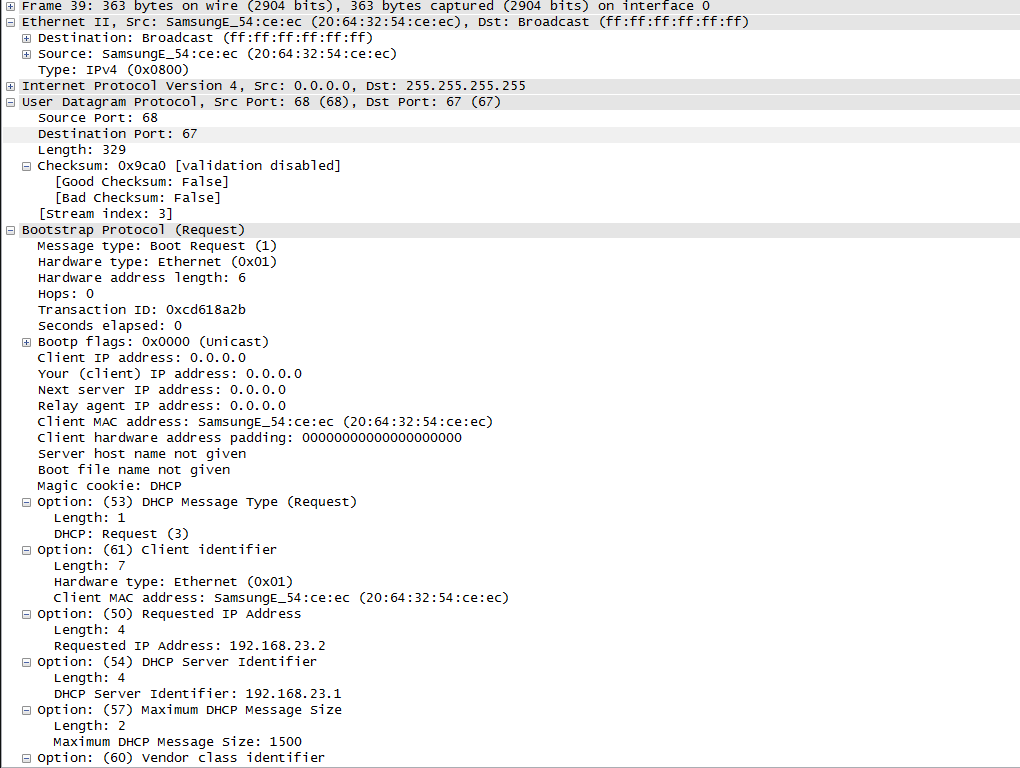 Frame 39: 363 bytes on wire (2904 bits), 363 bytes captured (2904 bits) on interface 0
Ethernet II, Src: SamsungE_54:ce:ec (20:64:32:54:ce:ec), Dst: Broadcast (ff:ff:ff:ff:ff:ff)
Destination: Broadcast (ff:ff:ff:ff:ff:ff)
Source: SamsungE_54:ce:ec (20:64:32:54:ce:ec)
Type: IPv4 (0x0800)
Internet Protocol Version 4, Src: 0.0.0.0, Dst: 255.255.255.255
User Datagram Protocol, Src Port: 68 (68), Dst Port: 67 (67)
Source Port: 68
Destination Port: 67
Length: 329
Checksum: 0x9ca0 [validation disabled]
[Good Checksum: False]
[Bad Checksum: False]
[Stream index: 3]
Bootstrap Protocol (Request)
Message type: Boot Request (1)
Hardware type: Ethernet (0x01)
Hardware address length: 6
Hops: 0
Transaction ID: 0xcd618a2b
Seconds elapsed: 0
Bootp flags: 0x0000 (Unicast)
Client IP address: 0.0.0.0
Your (client) IP address: 0.0.0.0
Next server IP address: 0.0.0.0
Relay agent IP address: 0.0.0.0
Client MAC address: SamsungE_54:ce:ec (20:64:32:54:ce:ec)
Client hardware address padding: 00000000000000000000
Server host name not given
Boot file name not given
Magic cookie: DHCP
Option: (53) DHCP Message Type (Request)
Length: 1
DHCP: Request (3)
Option: (61) Client identifier
Length: 7
Hardware type: Ethernet (0x01)
Client MAC address: SamsungE_54:ce:ec (20:64:32:54:ce:ec)
Option: (50) Requested IP Address
Length: 4
Requested IP Address: 192.168.23.2
Option: (54) DHCP Server Identifier
Length: 4
DHCP Server Identifier: 192.168.23.1
Option: (57) Maximum DHCP Message Size
Length: 2
Maximum DHCP Message Size: 1500
Option: (60) Vendor class identifier